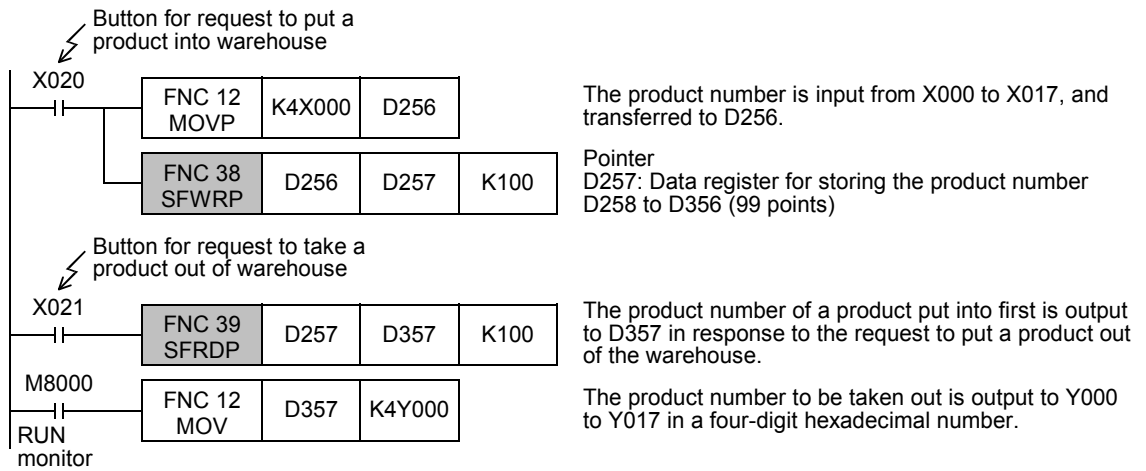 Button for request to put a
product into warehouse
X020
FNC 12
MOVP
K4X000
D256
The product number is input from X000 to X017, and
transferred to D256.
FNC 38
SFWRP
D256
D257
K100
Pointer
D257: Data register for storing the product number
D258 to D356 (99 points)
Button for request to take a
product out of warehouse
X021
FNC 39
SFRDP
D257
D357
K100
The product number of a product put into first is output
to D357 in response to the request to put a product out
of the warehouse.
M8000
RUN
monitor
FNC 12
MOV
D357
K4Y000
The product number to be taken out is output to Y000
to Y017 in a four-digit hexadecimal number.